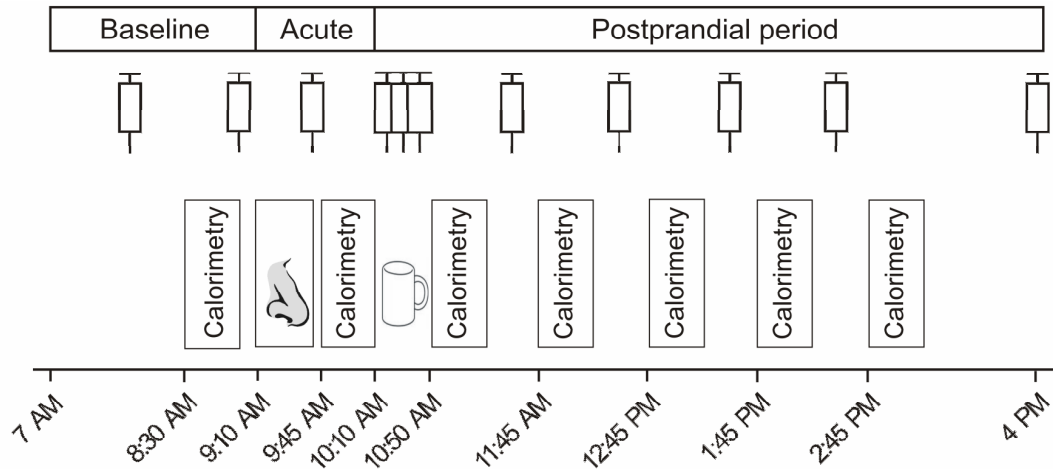 Baseline Acute Postprandial period
Calorimetry Calorimetry Calorimetry Calorimetry Calorimetry Calorimetry Calorimetry
7 AM 8:30 AM 9:10 AM 9:45 AM 10:10 AM 10:50 AM 11:45 AM 12:45 PM 1:45 PM 2:45 PM 4 PM